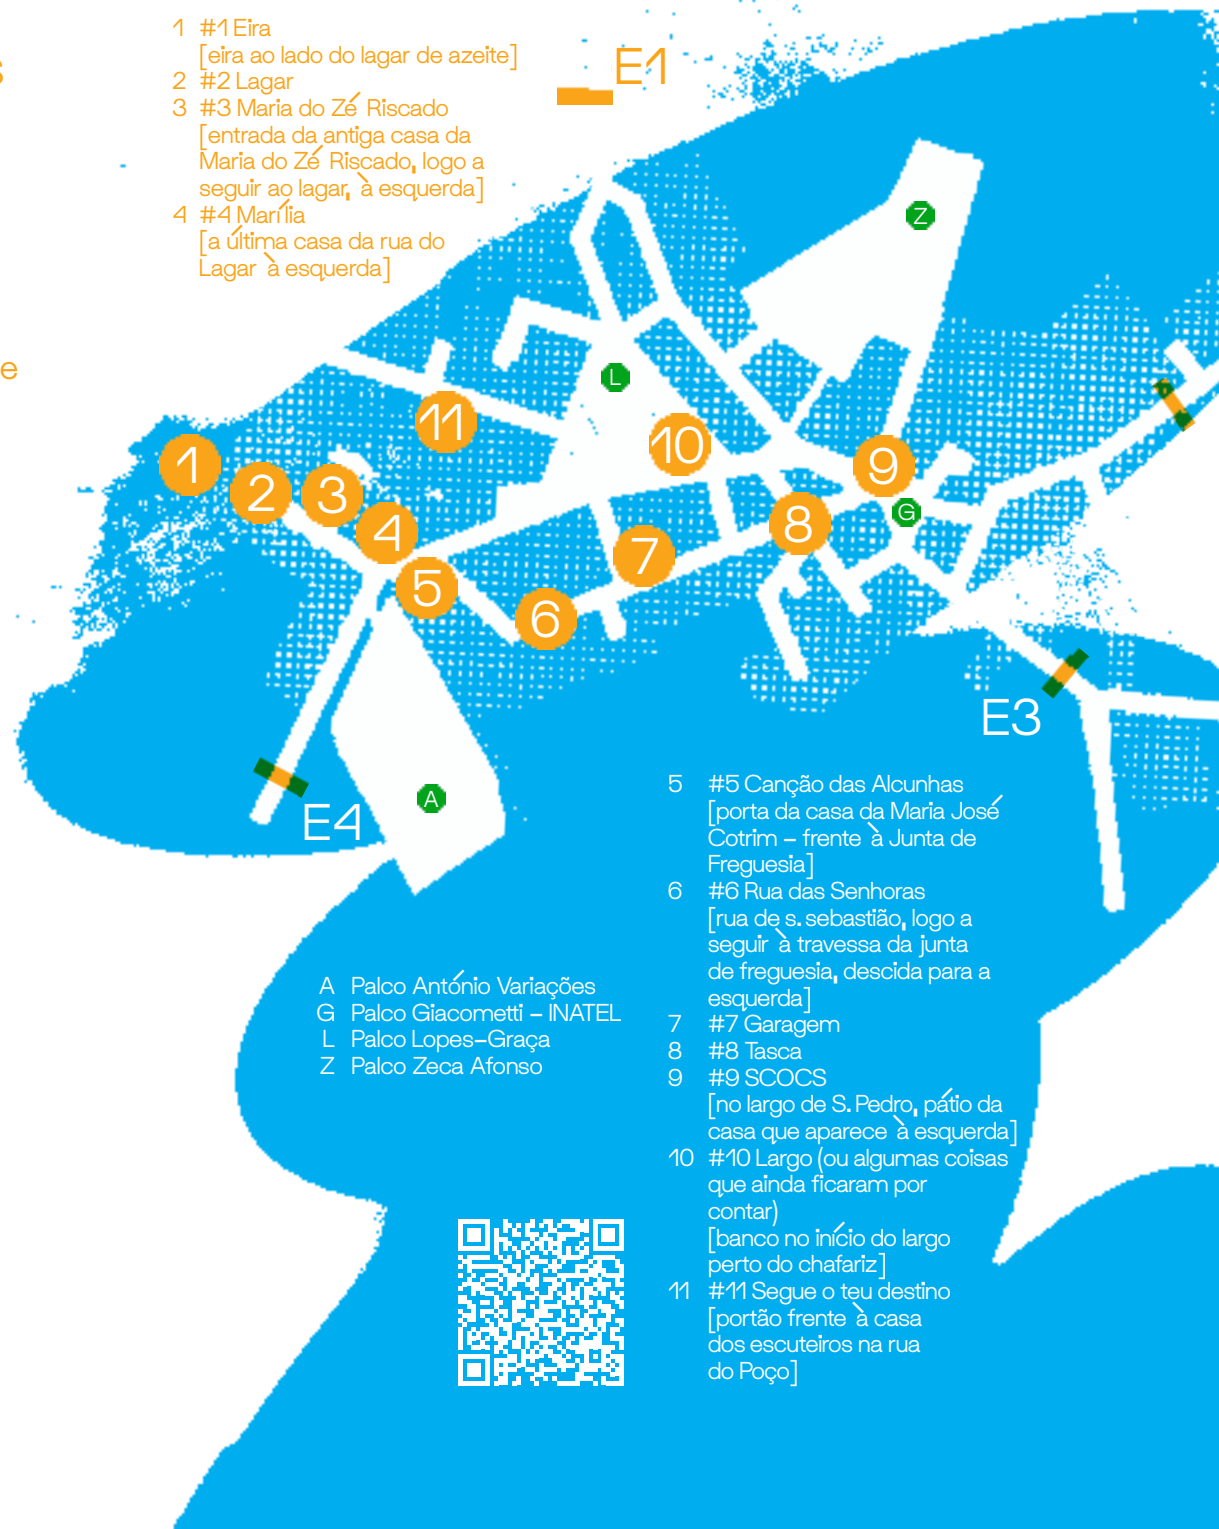 s
e
1 #1 Eira
[eira ao lado do lagar de azeite]
2 #2 Lagar
3 #3 Maria do Zé Riscado
[entrada da antiga casa da
Maria do Zé Riscado, logo a
seguir ao lagar, à esquerda]
4 #4 Marília
[a última casa da rua do
Lagar à esquerda]
E1
Z
L
11
10
1
2
3
9
4
8
G
7
5
6
E3
E4
A
5 #5 Canção das Alcunhas
[porta da casa da Maria José
Cotrim – frente à Junta de
Freguesia]
6 #6 Rua das Senhoras
[rua de s. sebastião, logo a
seguir à travessa da junta
de freguesia, descida para a
esquerda]
7 #7 Garagem
8 #8 Tasca
9 #9 SCOCS
[no largo de S. Pedro, pátio da
casa que aparece à esquerda]
10 #10 Largo (ou algumas coisas
que ainda ficaram por
contar)
[banco no início do largo
perto do chafariz]
11 #11 Segue o teu destino
[portão frente à casa
dos escuteiros na rua
do Poço]
A Palco António Variações
G Palco Giacometti – INATEL
L Palco Lopes–Graça
Z Palco Zeca Afonso